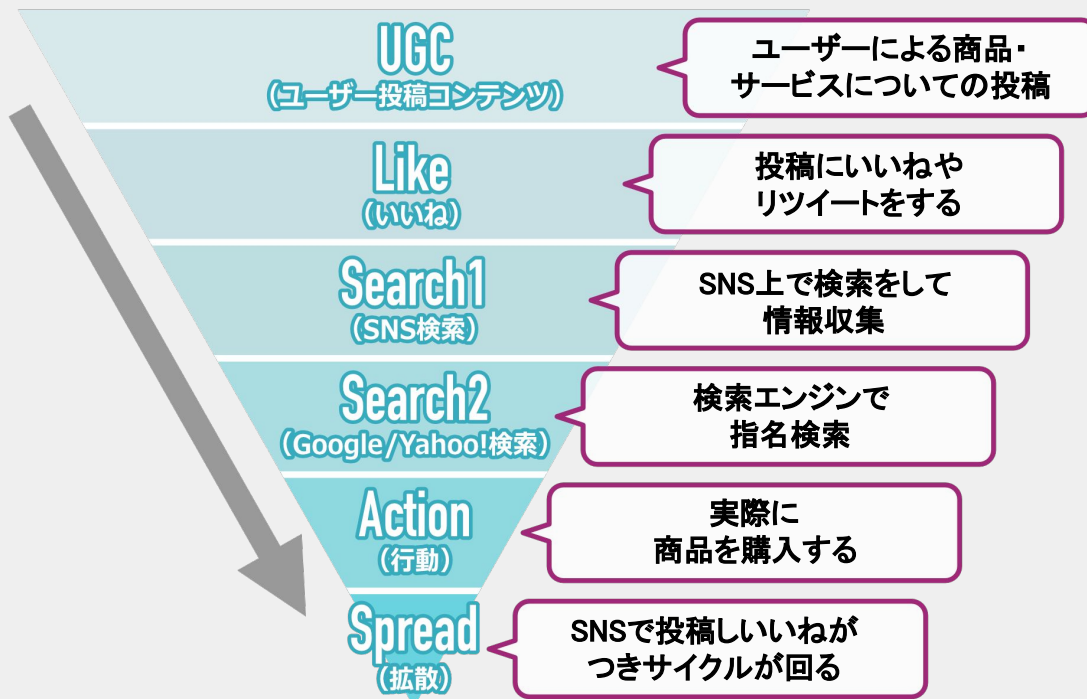 UGC
(ユーザー投稿コンテンツ)
ユーザーによる商品・
サービスについての投稿
Like
(いいね)
投稿にいいねや
リツイートをする
Search1
(SNS検索)
SNS上で検索をして
情報収集
Search2
(Google/Yahoo!検索)
検索エンジンで
指名検索
Action
(行動)
実際に
商品を購入する
Spread
(拡散)
SNSで投稿しいいねが
つきサイクルが回る